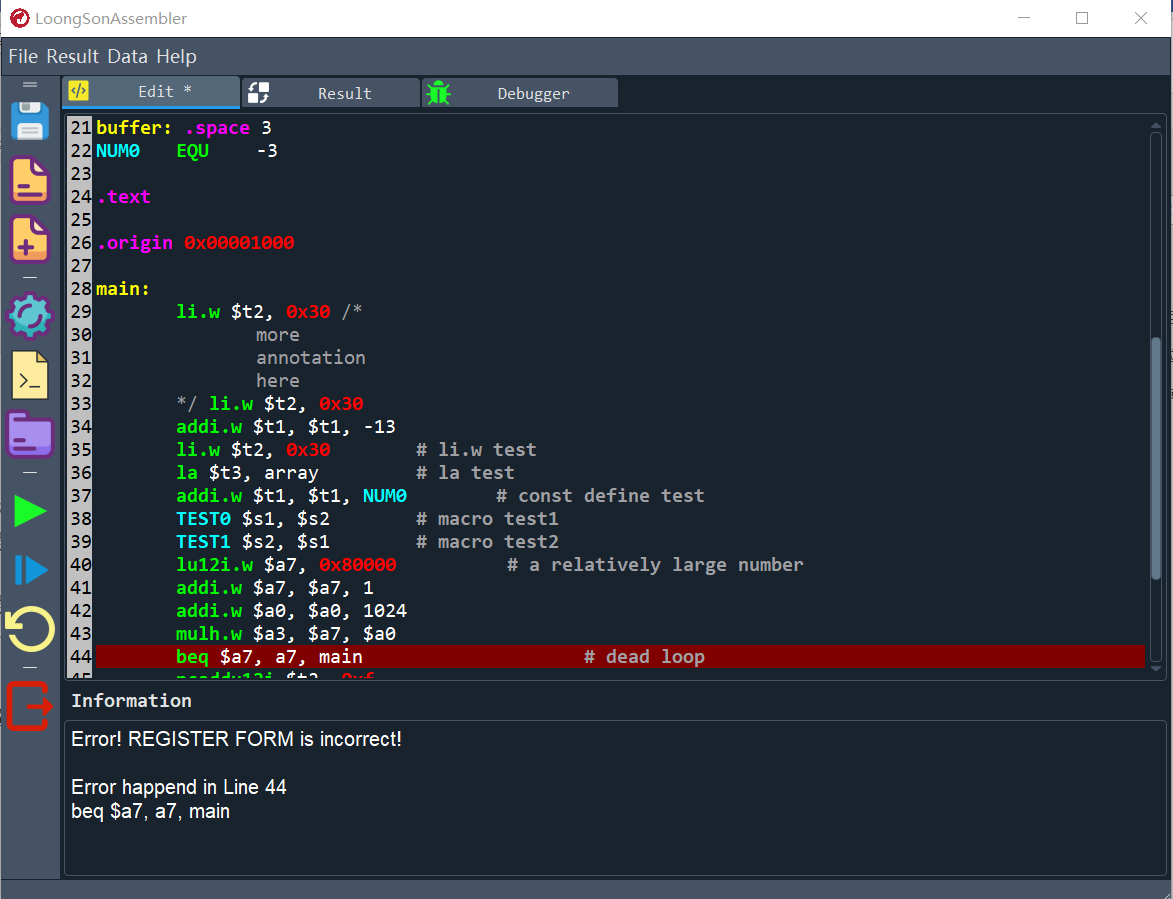 LoongSonAssembler
File Result Data Help
Edit * Result Debugger
21 buffer: .space 3
22 NUM0 EQU -3
23
24 .text
25
26 .origin 0x00001000
27
28 main:
29 li.w $t2, 0x30 /*
30 more
31 annotation
32 here
33 */ li.w $t2, 0x30
34 addi.w $t1, $t1, -13
35 li.w $t2, 0x30 # li.w test
36 la $t3, array # la test
37 addi.w $t1, $t1, NUM0 # const define test
38 TEST0 $s1, $s2 # macro test1
39 TEST1 $s2, $s1 # macro test2
40 lu12i.w $a7, 0x80000 # a relatively large number
41 addi.w $a7, $a7, 1
42 addi.w $a0, $a0, 1024
43 mulh.w $a3, $a7, $a0
44 beq $a7, a7, main # dead loop
Information
Error! REGISTER FORM is incorrect!
Error happend in Line 44
beq $a7, a7, main